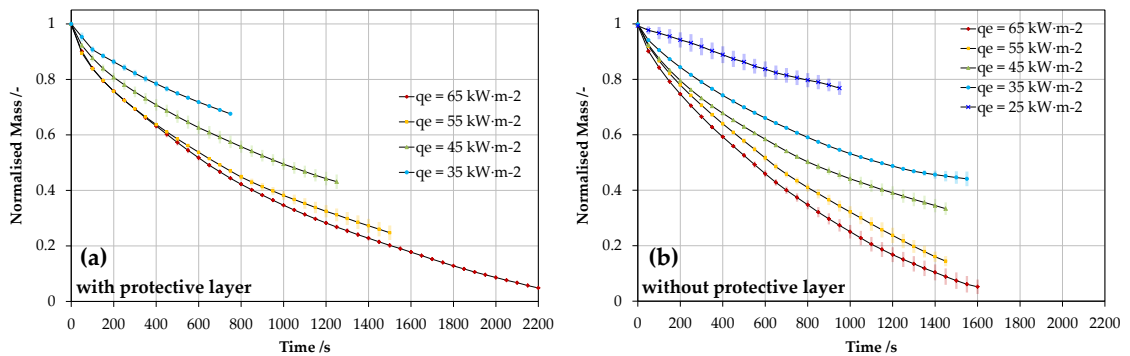 1
0.8
0.6
0.4
0.2
0
Normalised Mass /-
qe = 65 kW·m-2
qe = 55 kW·m-2
qe = 45 kW·m-2
qe = 35 kW·m-2
(a)
with protective layer
0 200 400 600 800 1000 1200 1400 1600 1800 2000 2200
Time /s
1
0.8
0.6
0.4
0.2
0
Normalised Mass /-
qe = 65 kW·m-2
qe = 55 kW·m-2
qe = 45 kW·m-2
qe = 35 kW·m-2
qe = 25 kW·m-2
(b)
without protective layer
0 200 400 600 800 1000 1200 1400 1600 1800 2000 2200
Time /s